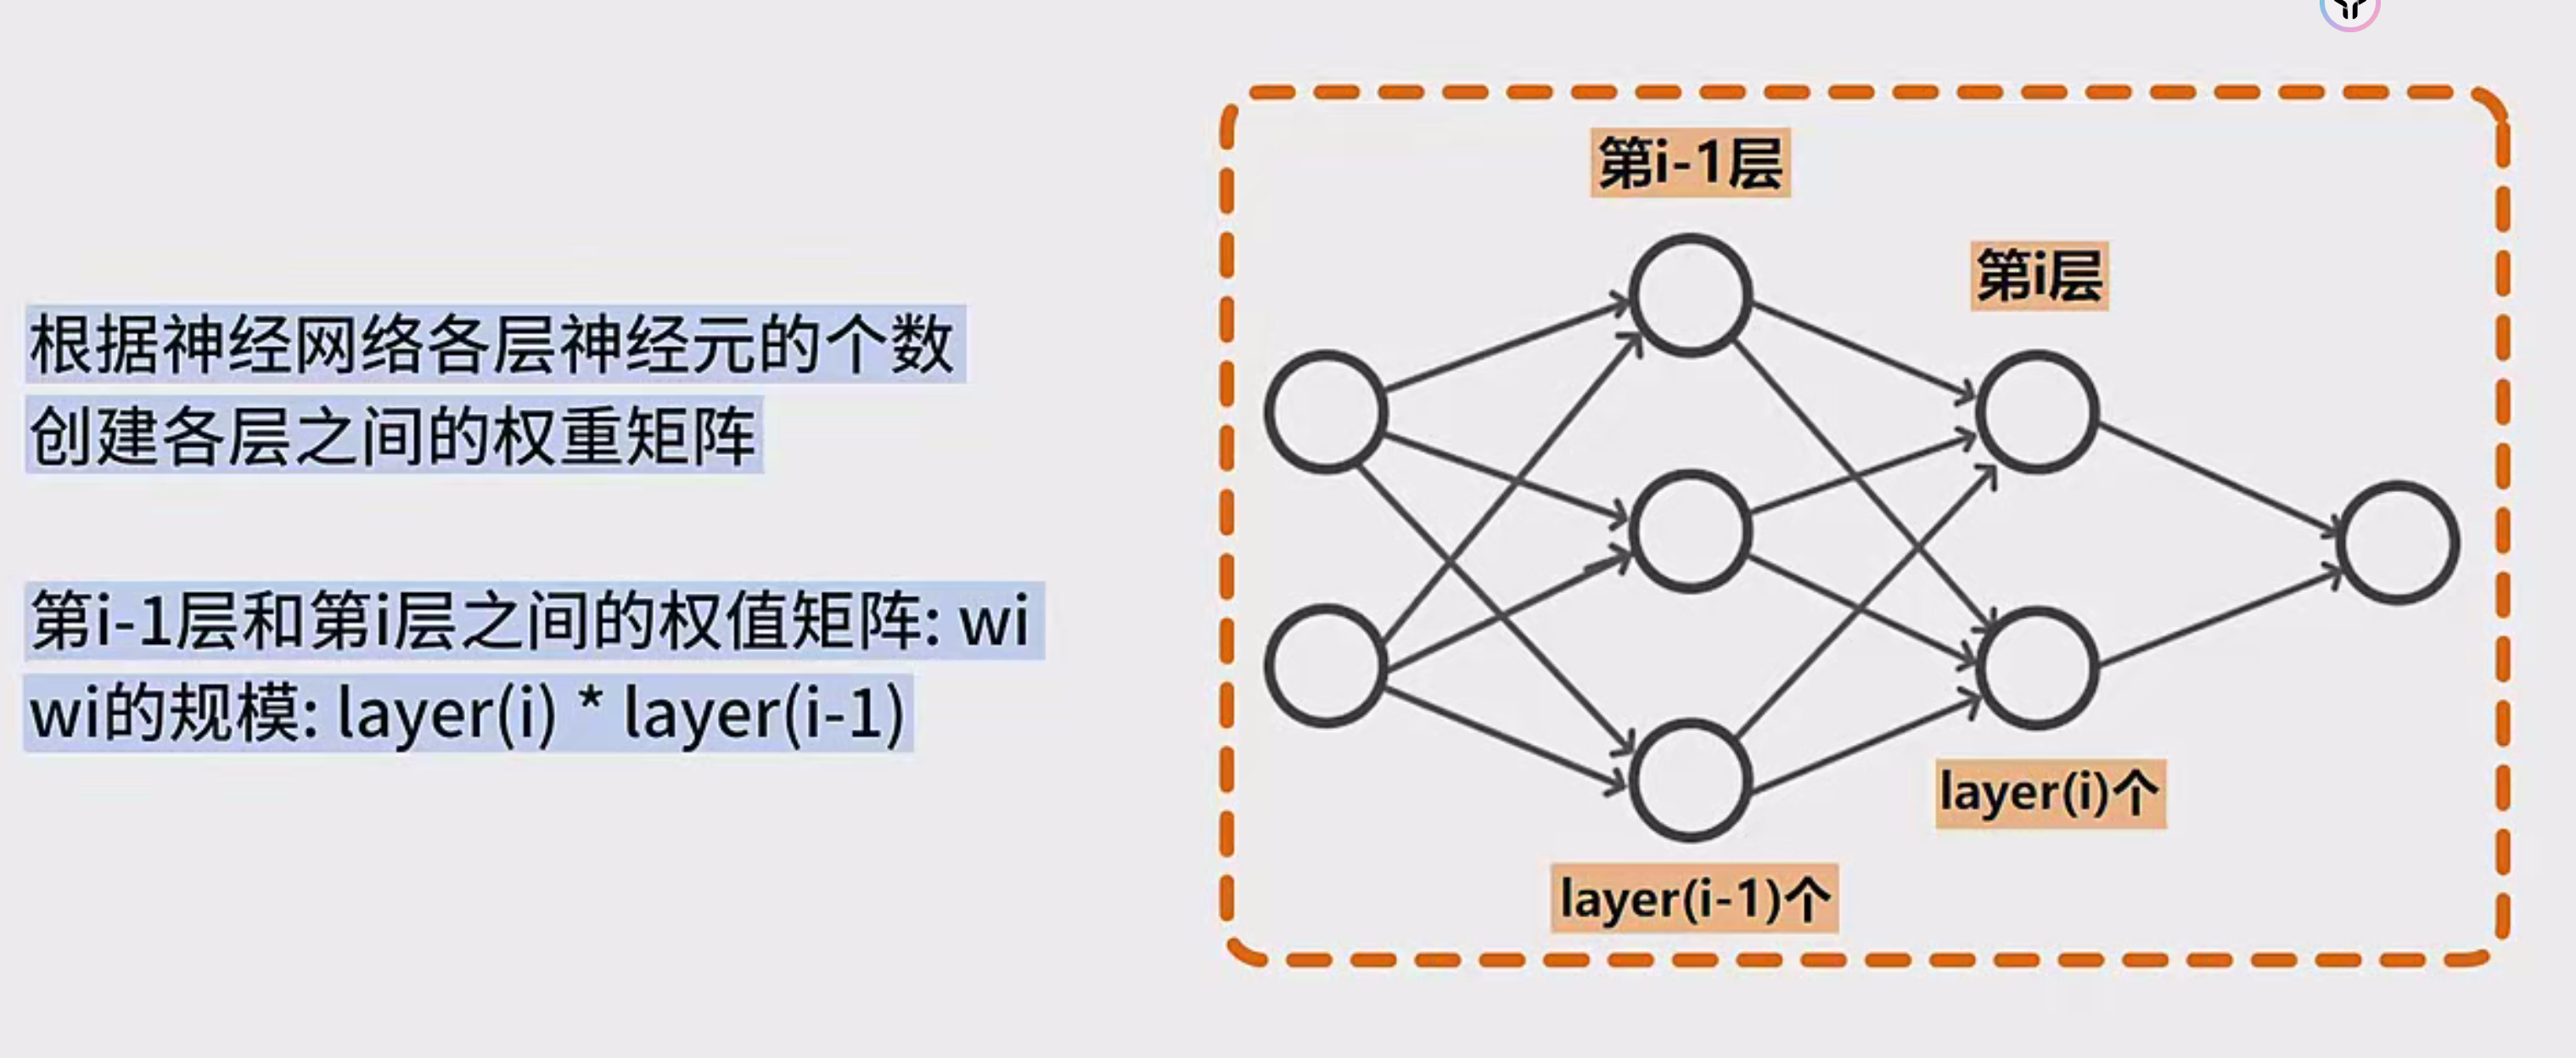 根据神经网络各层神经元的个数
创建各层之间的权重矩阵
第i-1层和第i层之间的权值矩阵: wi
wi的规模: layer(i) * layer(i-1)
第i-1层
第i层
layer(i)个
layer(i-1)个